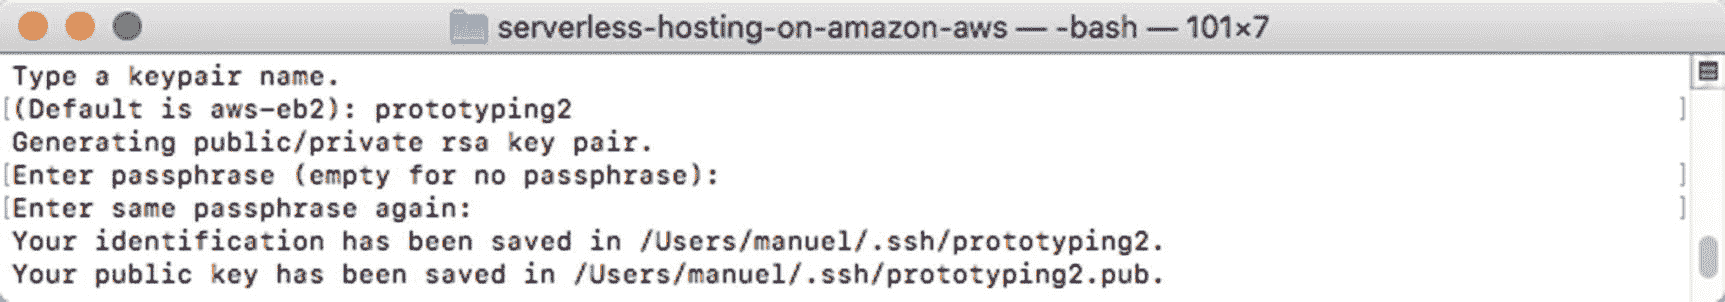 serverless-hosting-on-amazon-aws — -bash — 101×7
Type a keypair name.
[(Default is aws-eb2): prototyping2 ]
Generating public/private rsa key pair.
[Enter passphrase (empty for no passphrase): ]
[Enter same passphrase again: ]
Your identification has been saved in /Users/manuel/.ssh/prototyping2.
Your public key has been saved in /Users/manuel/.ssh/prototyping2.pub.